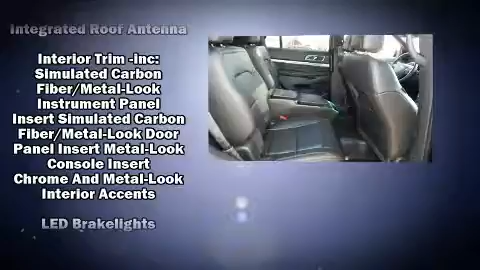 Integrated Roof Antenna
Interior Trim -inc:
Simulated Carbon
Fiber/Metal-Look
Instrument Panel
Insert Simulated Carbon
Fiber/Metal-Look Door
Panel Insert Metal-Look
Console Insert
Chrome And Metal-Look
Interior Accents
LED Brakelights